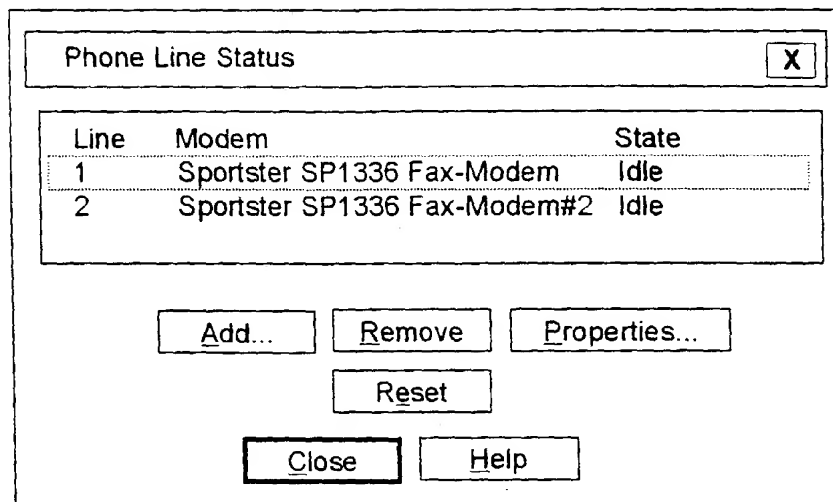 Phone Line Status X
Line Modem State
1 Sportster SP1336 Fax-Modem Idle
2 Sportster SP1336 Fax-Modem#2 Idle
Add... Remove Properties...
Reset
Close Help